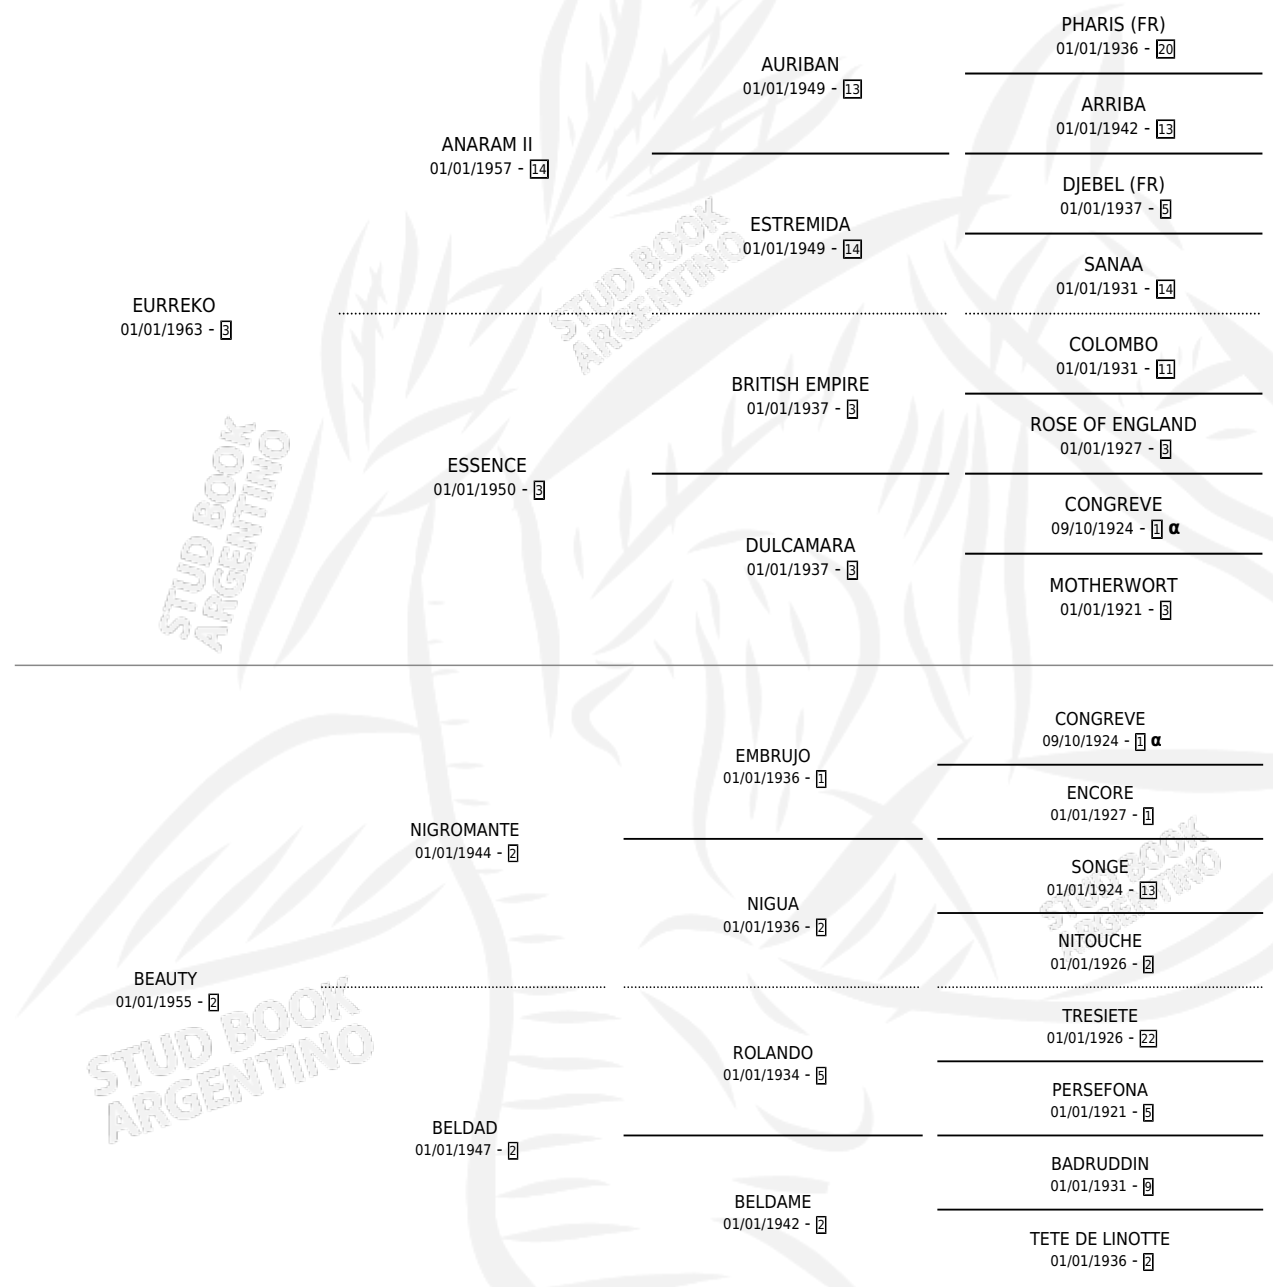 PHARIS (FR)
01/01/1936 - 20
AURIBAN
01/01/1949 - 13
ARRIBA
01/01/1942 - 13
ANARAM II
01/01/1957 - 14
DJEBEL (FR)
01/01/1937 - 5
ESTREMIDA
01/01/1949 - 14
SANAA
01/01/1931 - 14
EURREKO
01/01/1963 - 3
COLOMBO
01/01/1931 - 11
BRITISH EMPIRE
01/01/1937 - 3
ROSE OF ENGLAND
01/01/1927 - 3
ESSENCE
01/01/1950 - 3
CONGREVE
09/10/1924 - 1 α
DULCAMARA
01/01/1937 - 3
MOTHERWORT
01/01/1921 - 3
CONGREVE
09/10/1924 - 1 α
EMBRUJO
01/01/1936 - 1
ENCORE
01/01/1927 - 1
NIGROMANTE
01/01/1944 - 2
SONGE
01/01/1924 - 13
NIGUA
01/01/1936 - 2
NITOUCHE
01/01/1926 - 2
BEAUTY
01/01/1955 - 2
TRESIETE
01/01/1926 - 22
ROLANDO
01/01/1934 - 5
PERSEFONA
01/01/1921 - 5
BELDAD
01/01/1947 - 2
BADRUDDIN
01/01/1931 - 9
BELDAME
01/01/1942 - 2
TETE DE LINOTTE
01/01/1936 - 2
STUD BOOK
ARGENTINO
STUD BOOK
ARGENTINO
STUD BOOK
ARGENTINO
STUD BOOK
ARGENTINO